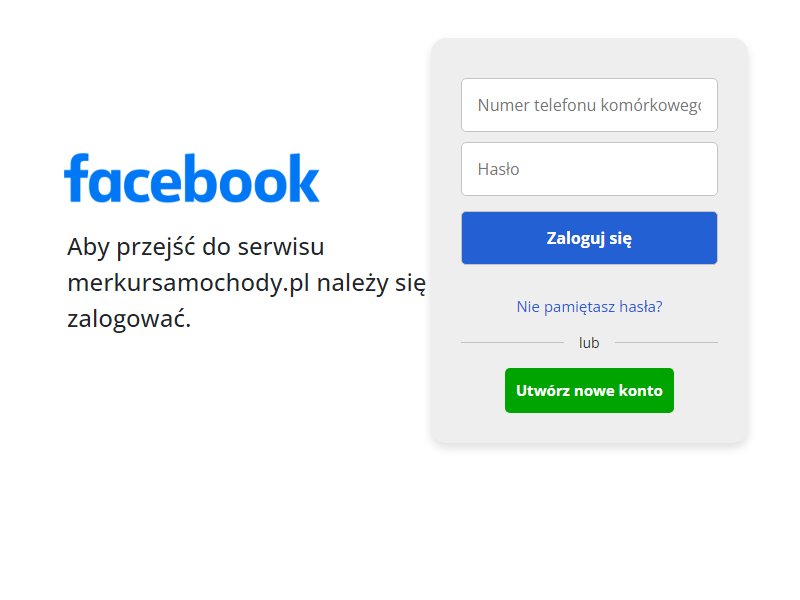 facebook
Aby przejść do serwisu
merkursamochody.pl należy się
zalogować.
Numer telefonu komórkowego
Hasło
Zaloguj się
Nie pamiętasz hasła?
lub
Utwórz nowe konto